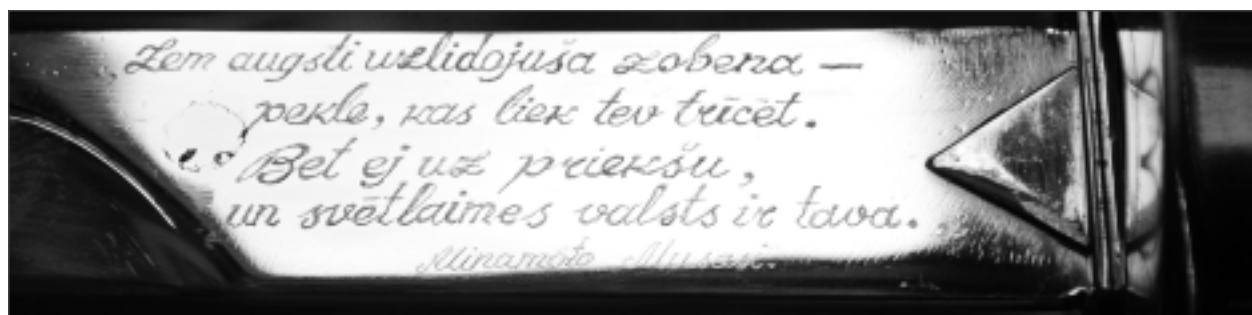 Zem augsti uzlidojuša zobena —
pekle, kas liek tev trīcēt.
Bet ej uz priekšu,
un svētlaimes valsts ir tava.
Minamoto Musasi.